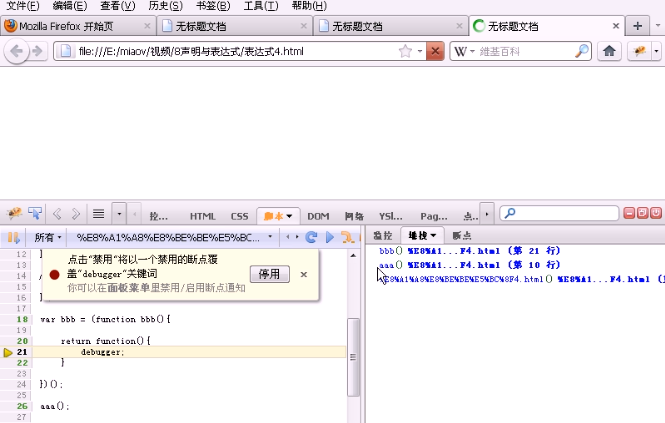 文件(F) 编辑(E) 查看(V) 历史(S) 书签(B) 工具(T) 帮助(H)
Mozilla Firefox 开始页 无标题文档 无标题文档 无标题文档
file:///E:/miaov/视频/8声明与表达式/表达式4.html W 维基百科
控... HTML CSS 脚本 DOM 网络 YSl... Pag... 点..
所有 %E8%A1%A8%E8%BE%BE%E5%BC... 监控 堆栈 断点
12 }
13
14 /
15
16 }
17
点击“禁用”将以一个禁用的断点覆
盖“debugger”关键词
停用
你可以在面板菜单里禁用/启用断点通知
18 var bbb = (function bbb(){
19
20 return function(){
21 debugger;
22 }
23
24 })();
25
26 aaa();
27
bbb() %E8%A1...F4.html (第 21 行)
aaa() %E8%A1...F4.html (第 10 行)
%E8%A1%A8%E8%BE%BE%E5%BC%8F4.html() %E8%A1...F4.html